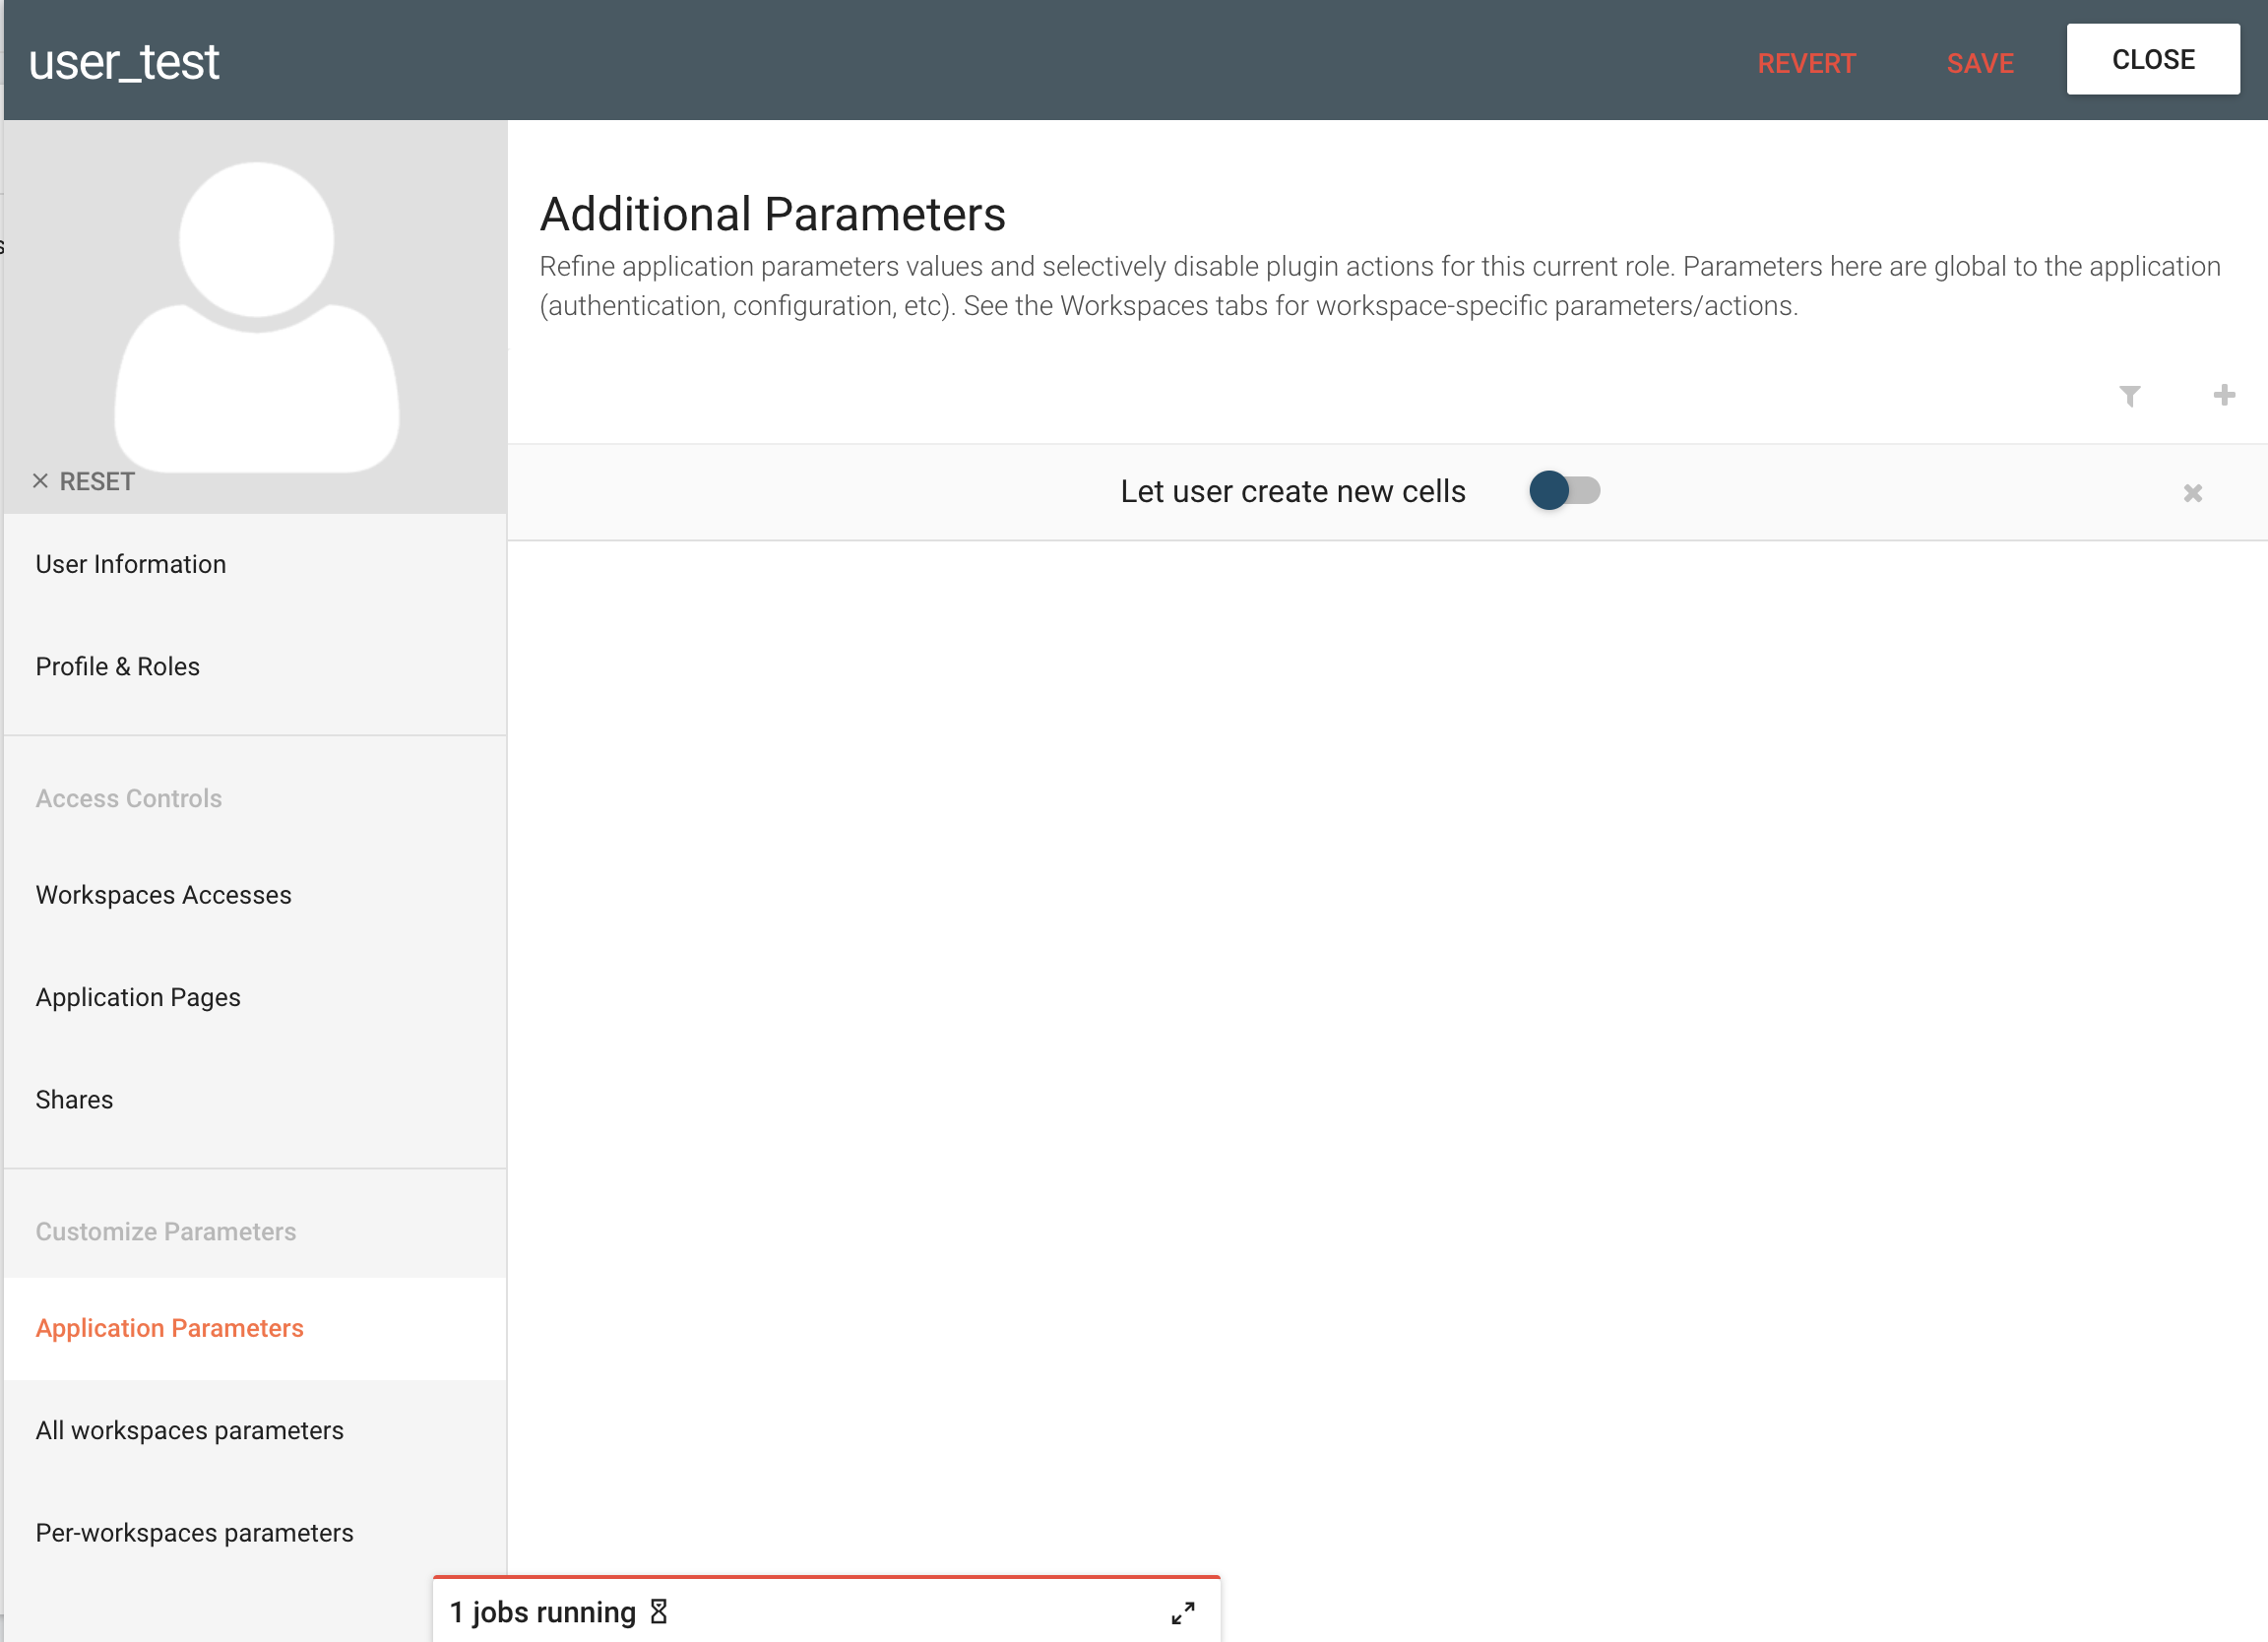 user_test
REVERT
SAVE
CLOSE
RESET
User Information
Profile & Roles
Access Controls
Workspaces Accesses
Application Pages
Shares
Customize Parameters
Application Parameters
All workspaces parameters
Per-workspaces parameters
Additional Parameters
Refine application parameters values and selectively disable plugin actions for this current role. Parameters here are global to the application
(authentication, configuration, etc). See the Workspaces tabs for workspace-specific parameters/actions.
Let user create new cells
1 jobs running